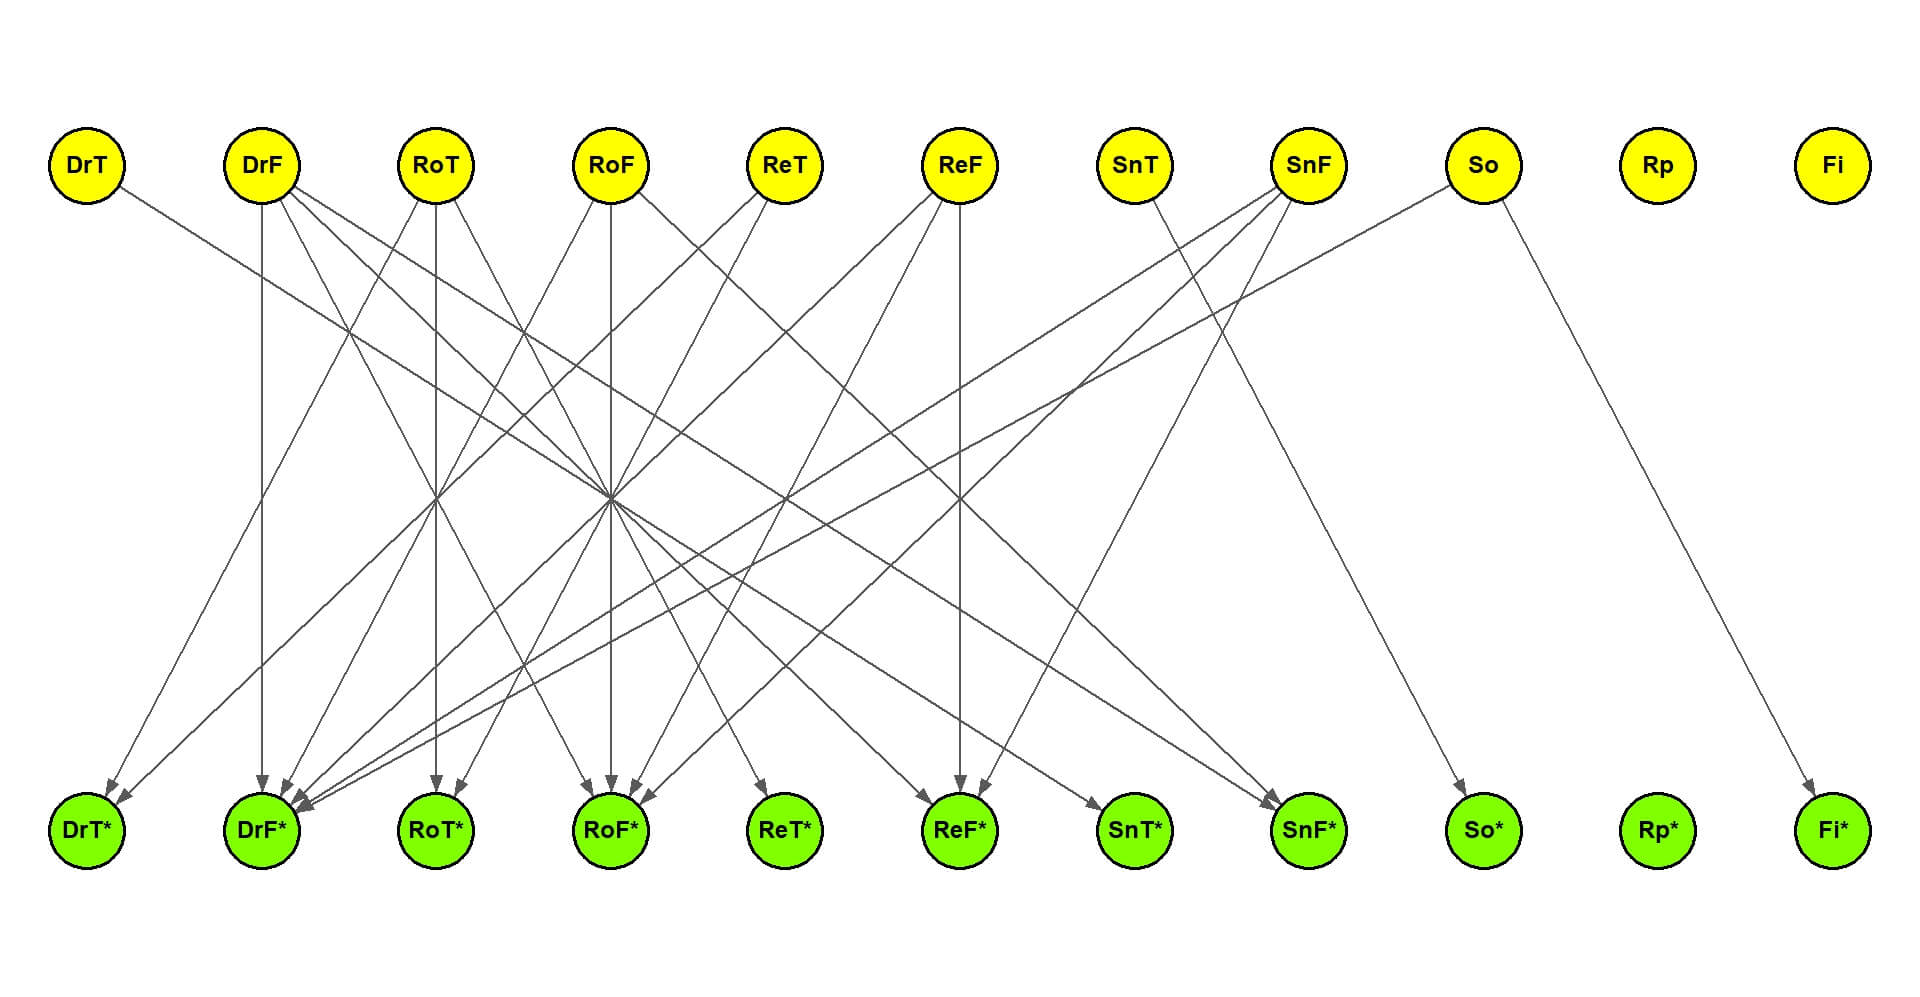 DrT DrF RoT RoF ReT ReF SnT SnF So Rp Fi
DrT* DrF* RoT* RoF* ReT* ReF* SnT* SnF* So* Rp* Fi*